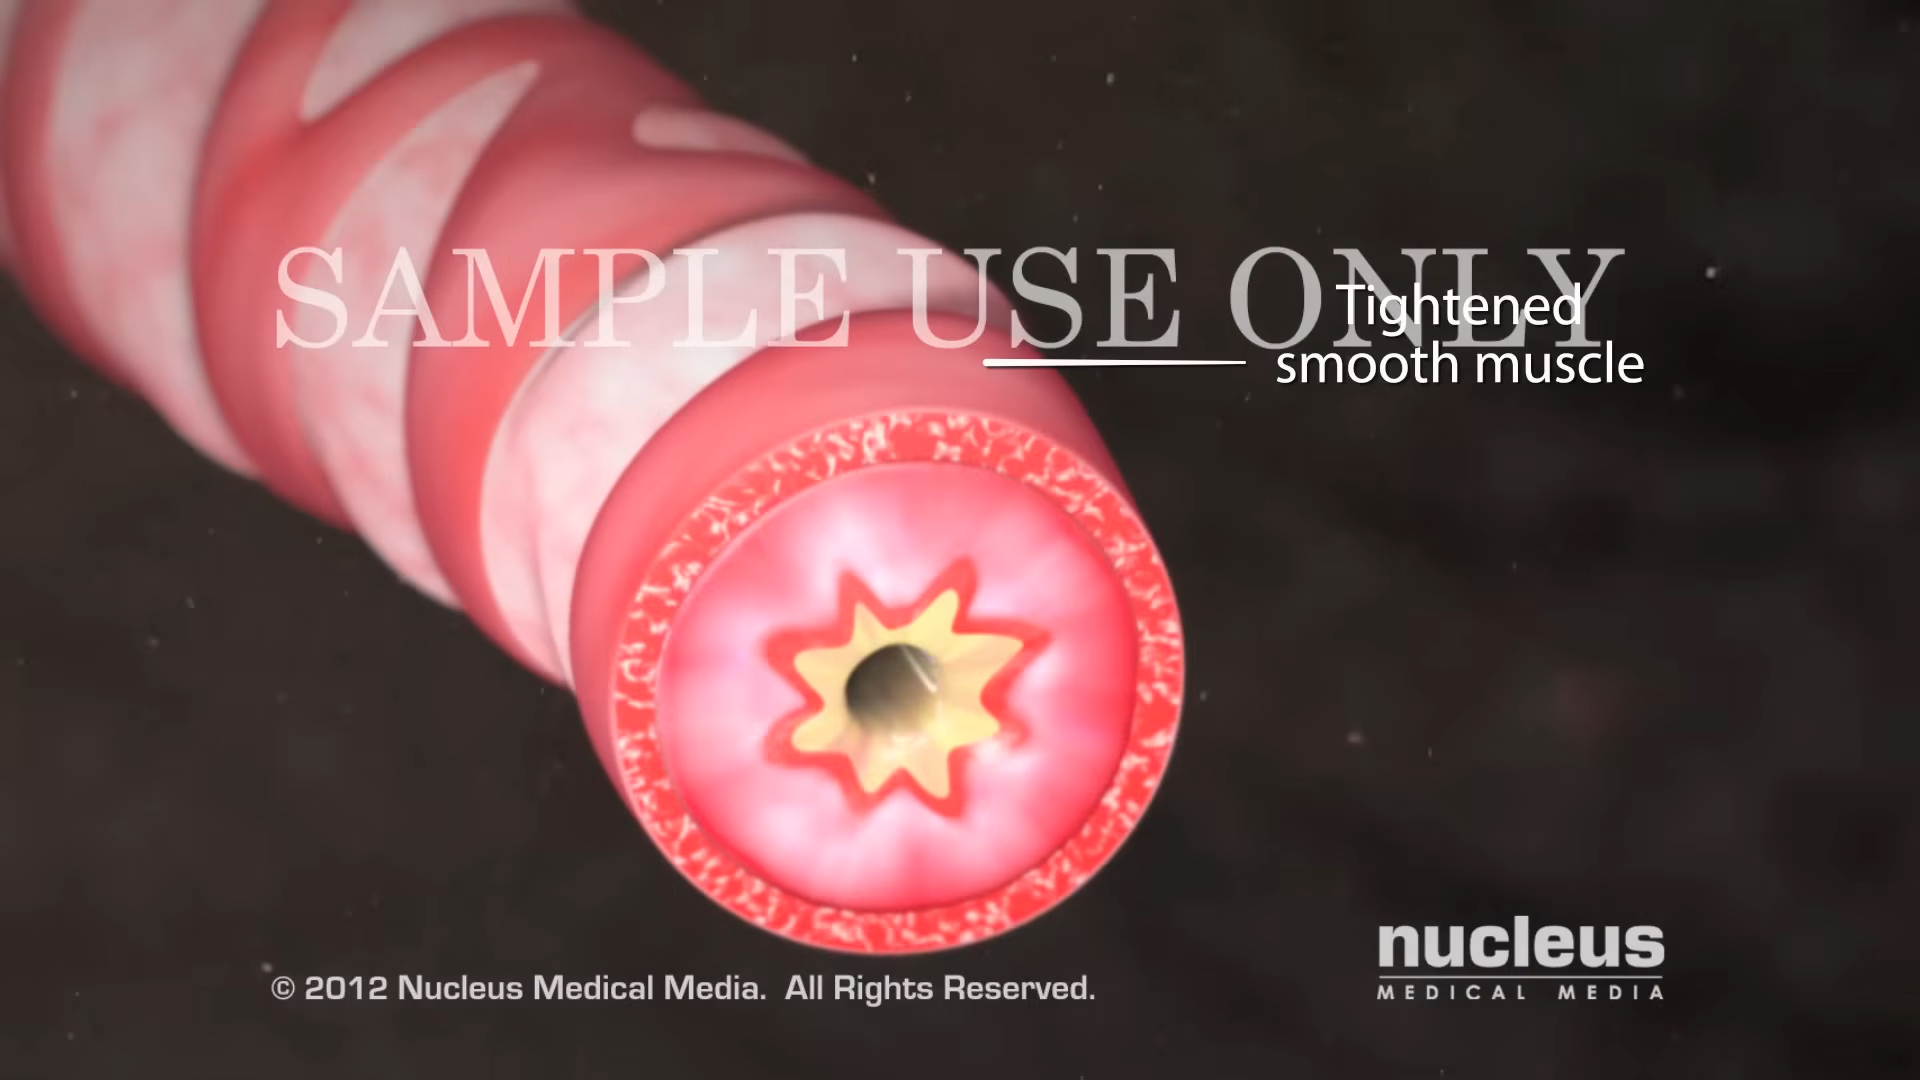 SAMPLE USE ONLY
Tightened
smooth muscle
© 2012 Nucleus Medical Media. All Rights Reserved.
nucleus
MEDICAL MEDIA